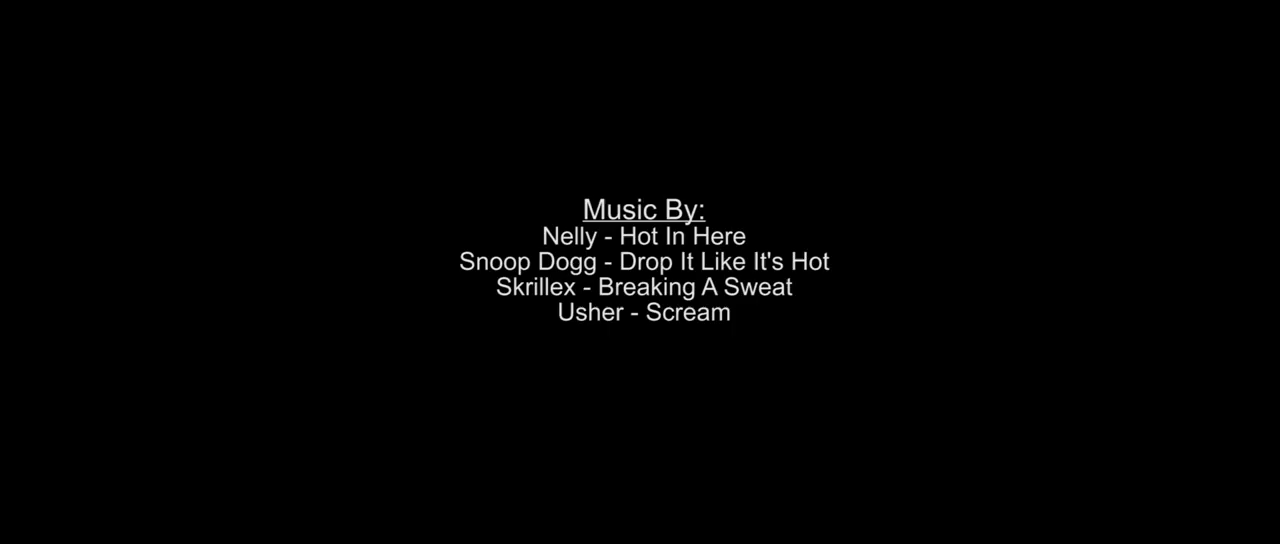 Music By:
Nelly - Hot In Here
Snoop Dogg - Drop It Like It's Hot
Skrillex - Breaking A Sweat
Usher - Scream